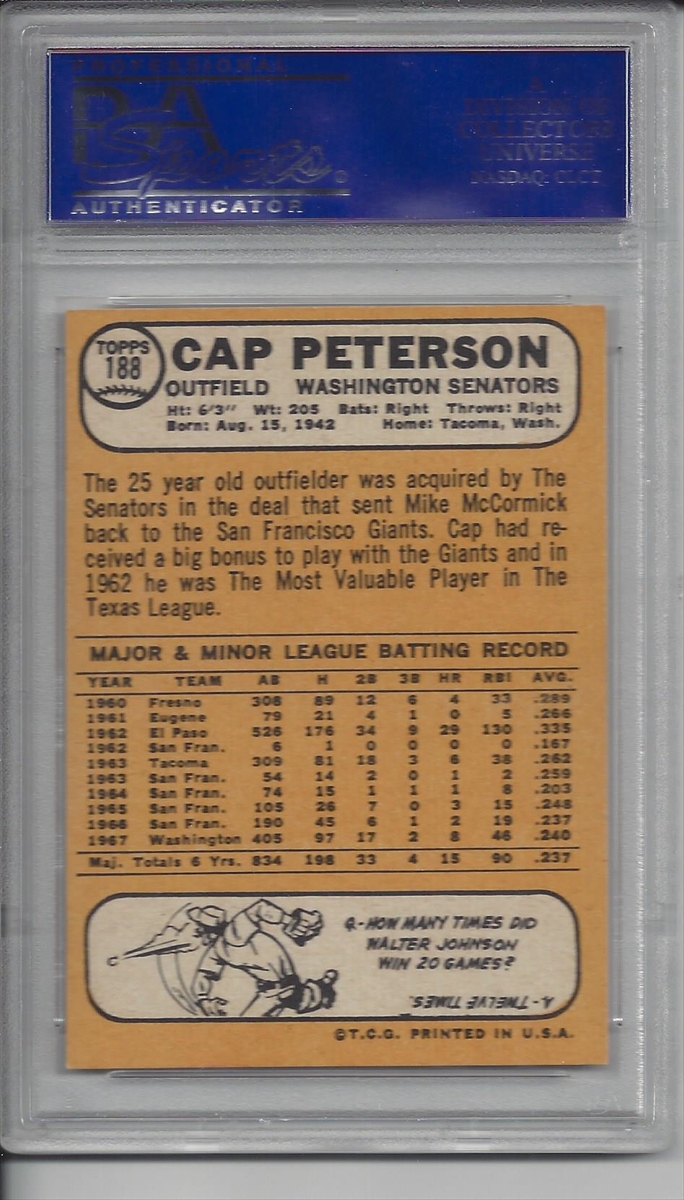 PROFESSIONAL
PSA
Sports®
AUTHENTICATOR
A
DIVISION OF
COLLECTORS
UNIVERSE
NASDAQ: CLCT
TOPPS
188
CAP PETERSON
OUTFIELD WASHINGTON SENATORS
Ht: 6'3" Wt: 205 Bats: Right Throws: Right
Born: Aug. 15, 1942 Home: Tacoma, Wash.
The 25 year old outfielder was acquired by The
Senators in the deal that sent Mike McCormick
back to the San Francisco Giants. Cap had re-
ceived a big bonus to play with the Giants and in
1962 he was The Most Valuable Player in The
Texas League.
MAJOR & MINOR LEAGUE BATTING RECORD
YEAR TEAM AB H 2B 3B HR RBI AVG.
1960 Fresno 308 89 12 6 4 33 .289
1961 Eugene 79 21 4 1 0 5 .266
1962 El Paso 526 176 34 9 29 130 .335
1962 San Fran. 6 1 0 0 0 0 .167
1963 Tacoma 309 81 18 3 6 38 .262
1963 San Fran. 54 14 2 0 1 2 .259
1964 San Fran. 74 15 1 1 1 8 .203
1965 San Fran. 105 26 7 0 3 15 .248
1966 San Fran. 190 45 6 1 2 19 .237
1967 Washington 405 97 17 2 8 46 .240
Maj. Totals 6 Yrs. 834 198 33 4 15 90 .237
Q-HOW MANY TIMES DID
WALTER JOHNSON
WIN 20 GAMES?
A-TWELVE TIMES.
©T.C.G. PRINTED IN U.S.A.